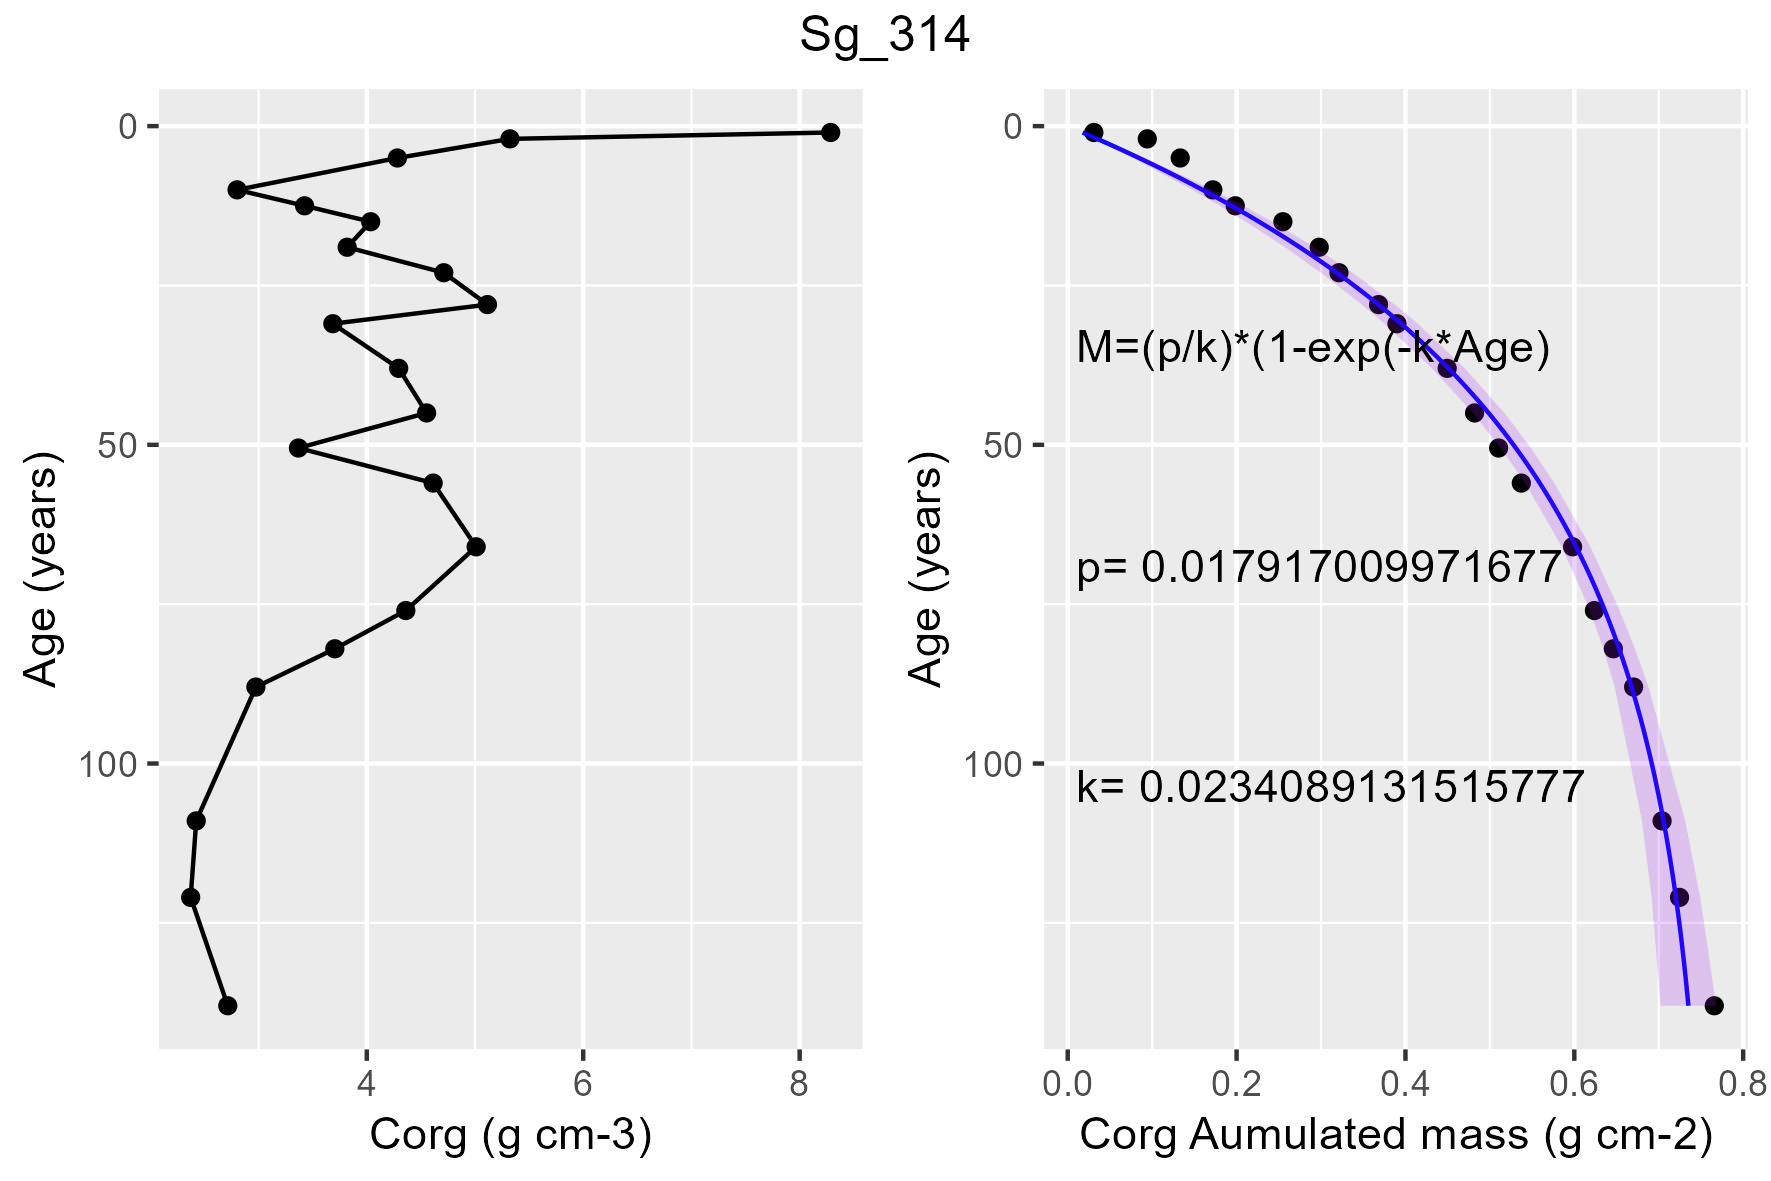 Sg_314
0
50
100
Age (years)
4
6
8
Corg (g cm-3)
0
50
100
Age (years)
M=(p/k)*(1-exp(-k*Age)
p= 0.017917009971677
k= 0.0234089131515777
0.0
0.2
0.4
0.6
0.8
Corg Aumulated mass (g cm-2)